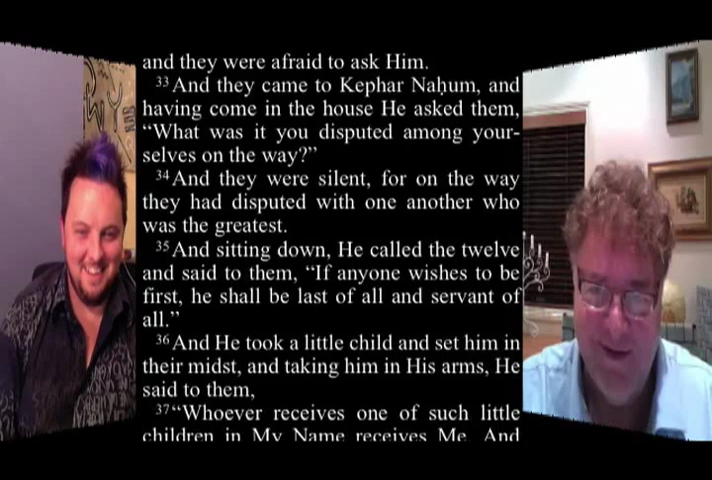 and they were afraid to ask Him.
33 And they came to Kephar Naḥum, and
having come in the house He asked them,
“What was it you disputed among your-
selves on the way?”
34 And they were silent, for on the way
they had disputed with one another who
was the greatest.
35 And sitting down, He called the twelve
and said to them, “If anyone wishes to be
first, he shall be last of all and servant of
all.”
36 And He took a little child and set him in
their midst, and taking him in His arms, He
said to them,
37 “Whoever receives one of such little
children in My Name receives Me. And